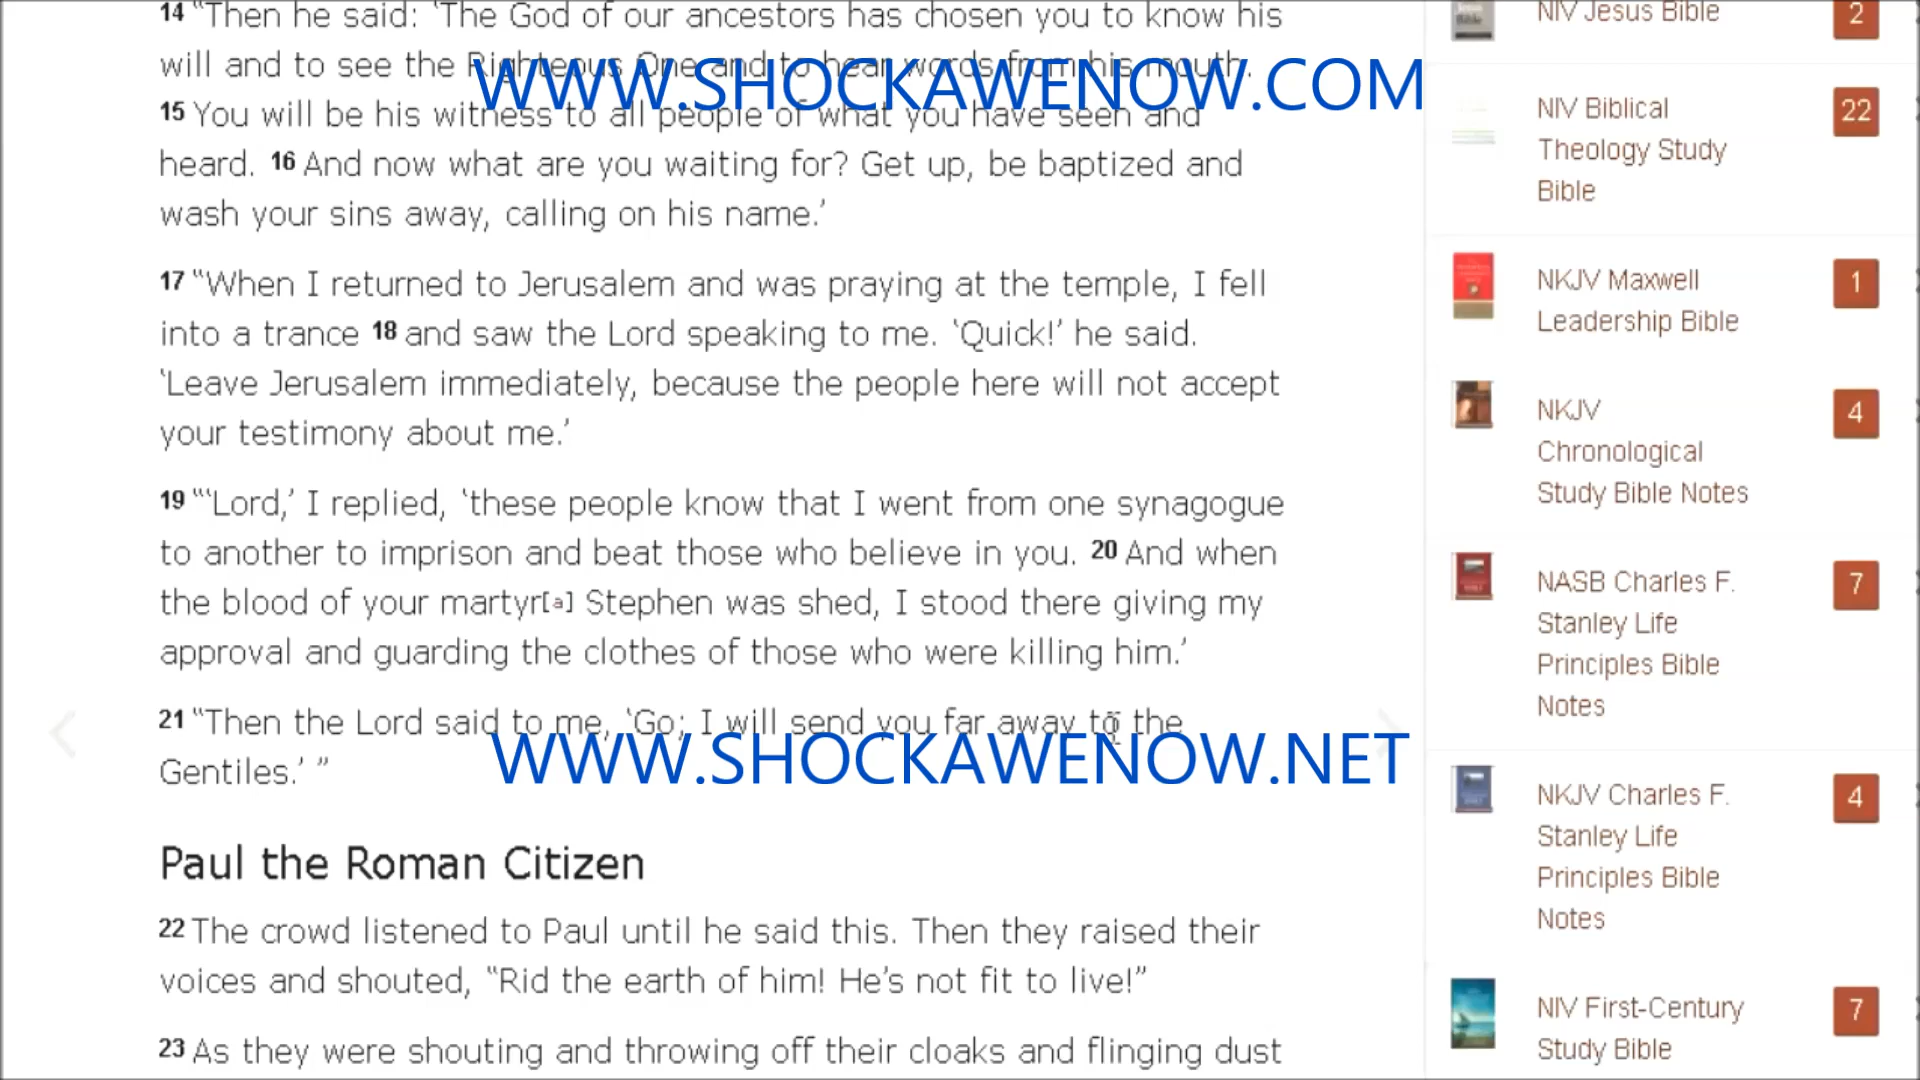 14 “Then he said: ‘The God of our ancestors has chosen you to know his
will and to see the Righteous One and to hear words from his mouth.
WWW.SHOCKAWENOW.COM
15 You will be his witness to all people of what you have seen and
heard. 16 And now what are you waiting for? Get up, be baptized and
wash your sins away, calling on his name.’
17 “When I returned to Jerusalem and was praying at the temple, I fell
into a trance 18 and saw the Lord speaking to me. ‘Quick!’ he said.
‘Leave Jerusalem immediately, because the people here will not accept
your testimony about me.’
19 “‘Lord,’ I replied, ‘these people know that I went from one synagogue
to another to imprison and beat those who believe in you. 20 And when
the blood of your martyr[a] Stephen was shed, I stood there giving my
approval and guarding the clothes of those who were killing him.’
21 “Then the Lord said to me, ‘Go; I will send you far away to the
WWW.SHOCKAWENOW.NET
Gentiles.’ ”
Paul the Roman Citizen
22 The crowd listened to Paul until he said this. Then they raised their
voices and shouted, “Rid the earth of him! He’s not fit to live!”
23 As they were shouting and throwing off their cloaks and flinging dust
NIV Jesus Bible
2
NIV Biblical
22
Theology Study
Bible
NKJV Maxwell
1
Leadership Bible
NKJV
4
Chronological
Study Bible Notes
NASB Charles F.
7
Stanley Life
Principles Bible
Notes
NKJV Charles F.
4
Stanley Life
Principles Bible
Notes
NIV First-Century
7
Study Bible